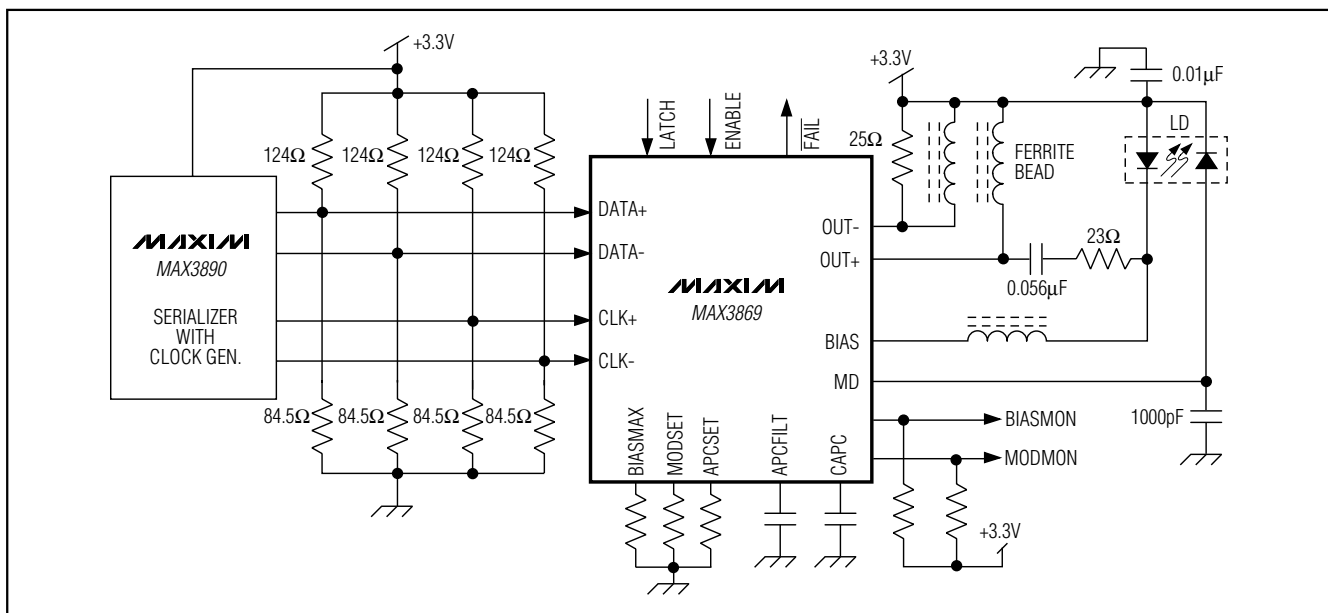 +3.3V
124Ω
124Ω
124Ω
124Ω
MAXIM
MAX3890
SERIALIZER
WITH
CLOCK GEN.
84.5Ω
84.5Ω
84.5Ω
84.5Ω
LATCH
ENABLE
FAIL
DATA+
DATA-
CLK+
CLK-
MAXIM
MAX3869
OUT-
OUT+
BIAS
MD
BIASMAX
MODSET
APCSET
APCFILT
CAPC
+3.3V
25Ω
FERRITE
BEAD
0.01μF
LD
23Ω
0.056μF
1000pF
BIASMON
MODMON
+3.3V